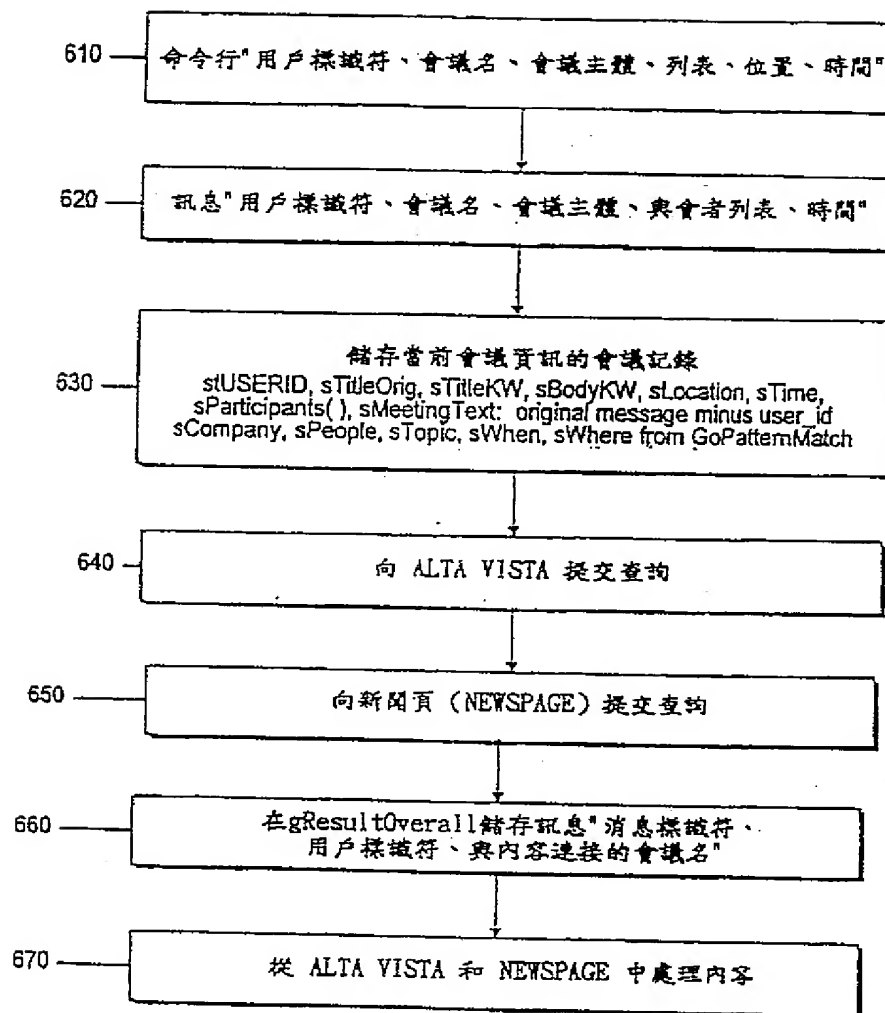 610
命令行"用戶標識符、會議名、會議主體、列表、位置、時間"
620
訊息"用戶標識符、會議名、會議主體、與會者列表、時間"
630
儲存當前會議資訊的會議記錄
stUSERID, sTitleOrig, sTitleKW, sBodyKW, sLocation, sTime,
sParticipants( ), sMeetingText: original message minus user_id
sCompany, sPeople, sTopic, sWhen, sWhere from GoPatternMatch
640
向 ALTA VISTA 提交查詢
650
向新聞頁（NEWSPAGE）提交查詢
660
在gResultOverall儲存訊息"消息標識符、
用戶標識符、與內容連接的會議名"
670
從 ALTA VISTA 和 NEWSPAGE 中處理內容